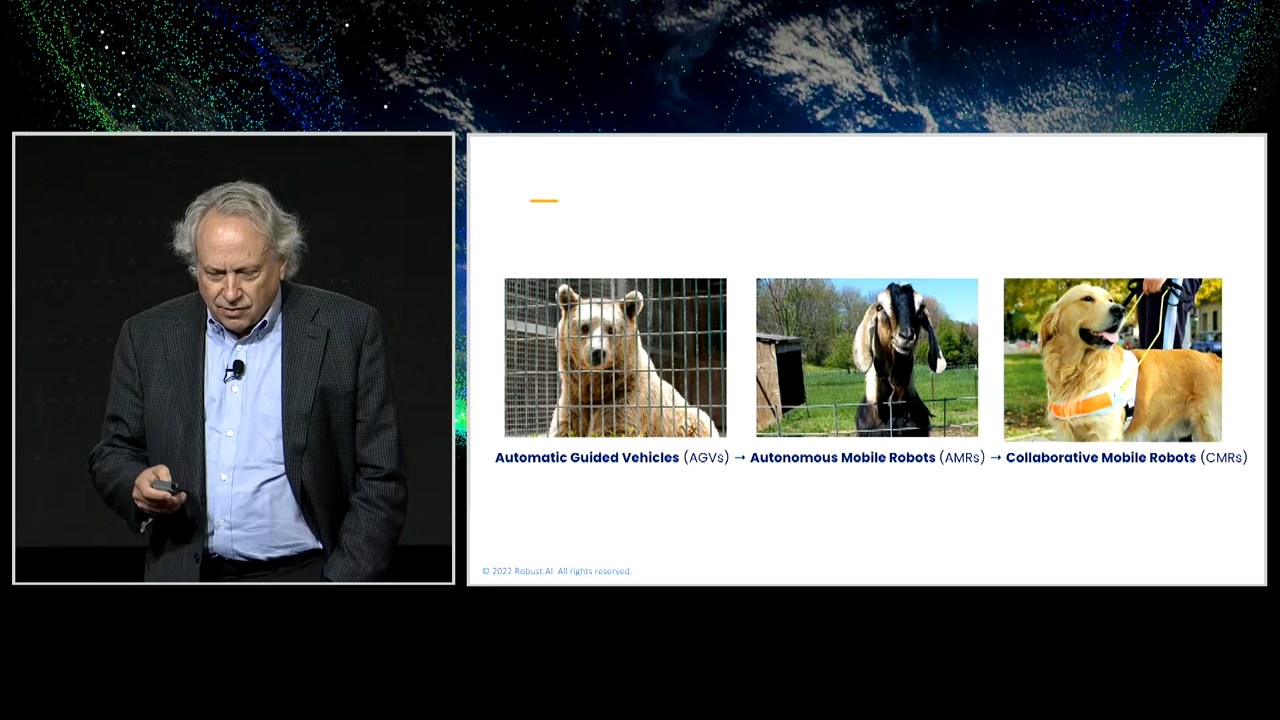 Automatic Guided Vehicles (AGVs) → Autonomous Mobile Robots (AMRs) → Collaborative Mobile Robots (CMRs)
© 2022 Robust.AI All rights reserved.